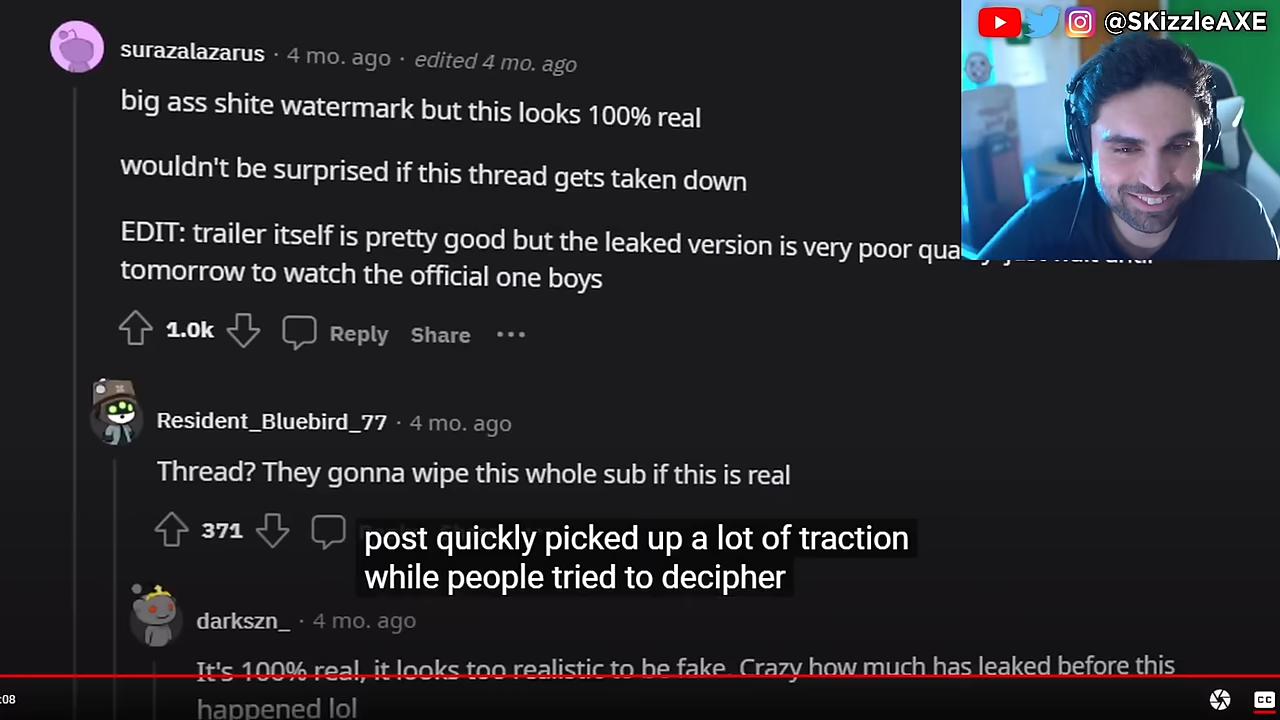 @SKizzleAXE
surazalazarus · 4 mo. ago · edited 4 mo. ago
big ass shite watermark but this looks 100% real
wouldn't be surprised if this thread gets taken down
EDIT: trailer itself is pretty good but the leaked version is very poor
tomorrow to watch the official one boys
1.0k Reply Share ···
Resident_Bluebird_77 · 4 mo. ago
Thread? They gonna wipe this whole sub if this is real
371
post quickly picked up a lot of traction
while people tried to decipher
darkszn_ · 4 mo. ago
It's 100% real, it looks too realistic to be fake. Crazy how much has leaked before this
happened lol
:08
CC